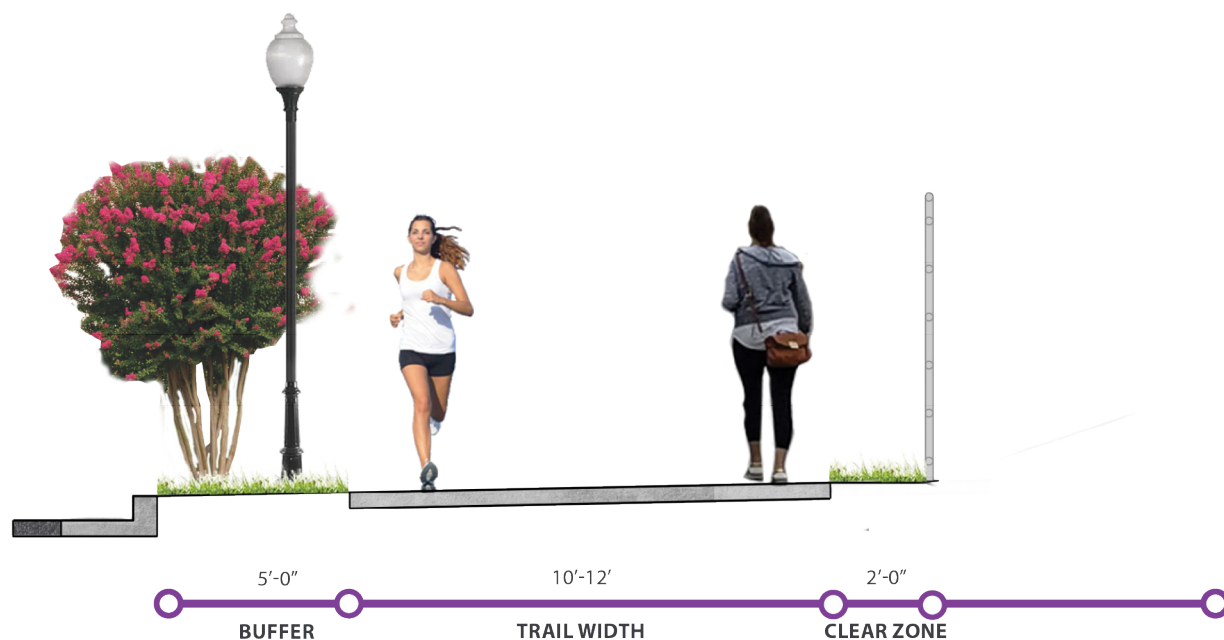 5’-0”
10’-12’
2’-0”
BUFFER
TRAIL WIDTH
CLEAR ZONE